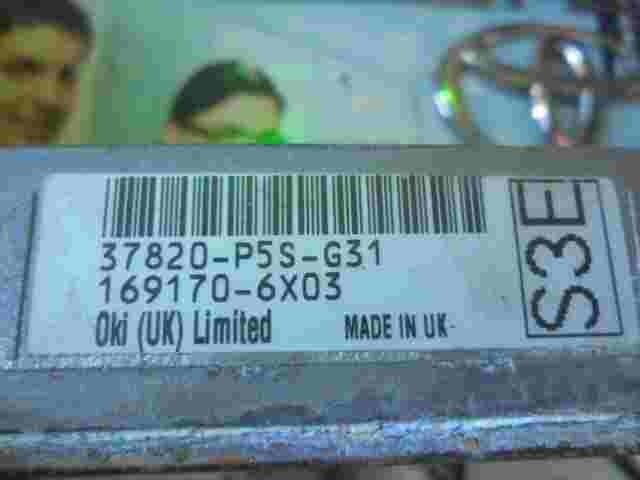 37820-P5S-G31
169170-6X03
Oki (UK) Limited MADE IN UK
S3E